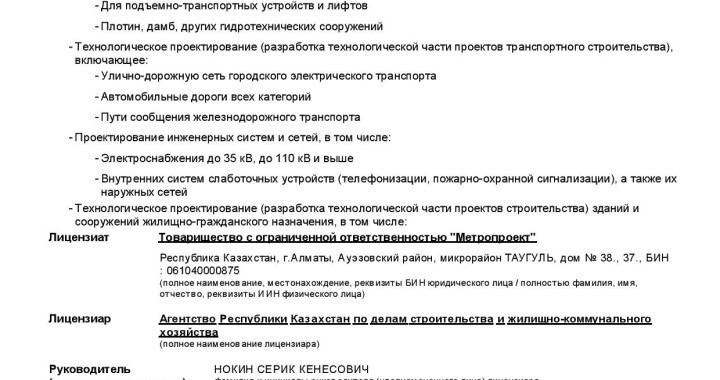 - Для подъемно-транспортных устройств и лифтов
- Плотин, дамб, других гидротехнических сооружений
- Технологическое проектирование (разработка технологической части проектов транспортного строительства),
включающее:
- Улично-дорожную сеть городского электрического транспорта
- Автомобильные дороги всех категорий
- Пути сообщения железнодорожного транспорта
- Проектирование инженерных систем и сетей, в том числе:
- Электроснабжения до 35 кВ, до 110 кВ и выше
- Внутренних систем слаботочных устройств (телефонизации, пожарно-охранной сигнализации), а также их
наружных сетей
- Технологическое проектирование (разработка технологической части проектов строительства) зданий и
сооружений жилищно-гражданского назначения, в том числе:
Лицензиат Товарищество с ограниченной ответственностью "Метропроект"
Республика Казахстан, г.Алматы, Ауэзовский район, микрорайон ТАУГУЛЬ, дом № 38., 37., БИН
: 061040000875
(полное наименование, местонахождение, реквизиты БИН юридического лица / полностью фамилия, имя,
отчество, реквизиты ИИН физического лица)
Лицензиар Агентство Республики Казахстан по делам строительства и жилищно-коммунального
хозяйства
(полное наименование лицензиара)
Руководитель НОКИН СЕРИК КЕНЕСОВИЧ